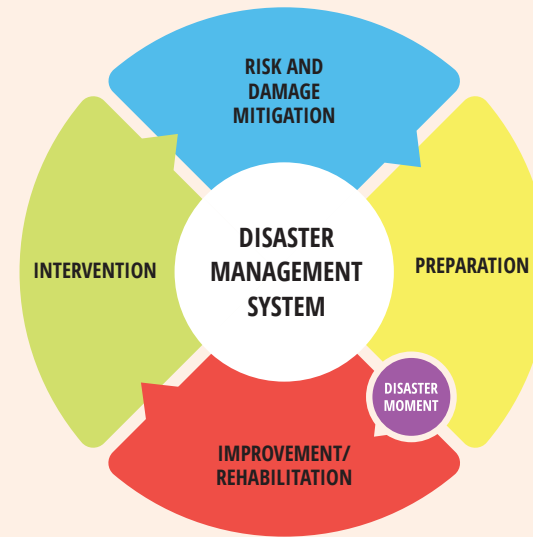 RISK AND
DAMAGE
MITIGATION
INTERVENTION
DISASTER
MANAGEMENT
SYSTEM
PREPARATION
DISASTER
MOMENT
IMPROVEMENT/
REHABILITATION